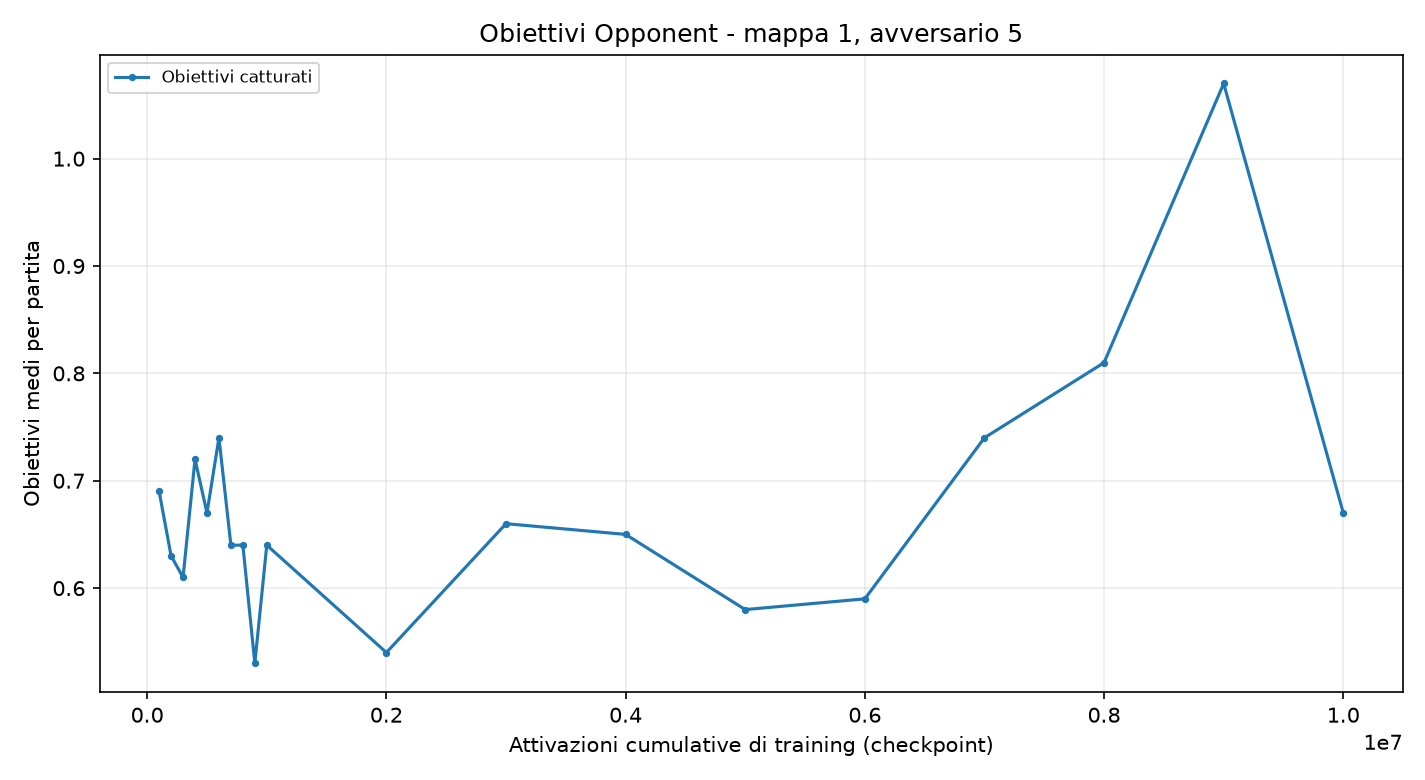 Obiettivi Opponent - mappa 1, avversario 5
Obiettivi catturati
Obiettivi medi per partita
1.0
0.9
0.8
0.7
0.6
0.0 0.2 0.4 0.6 0.8 1.0
1e7
Attivazioni cumulative di training (checkpoint)